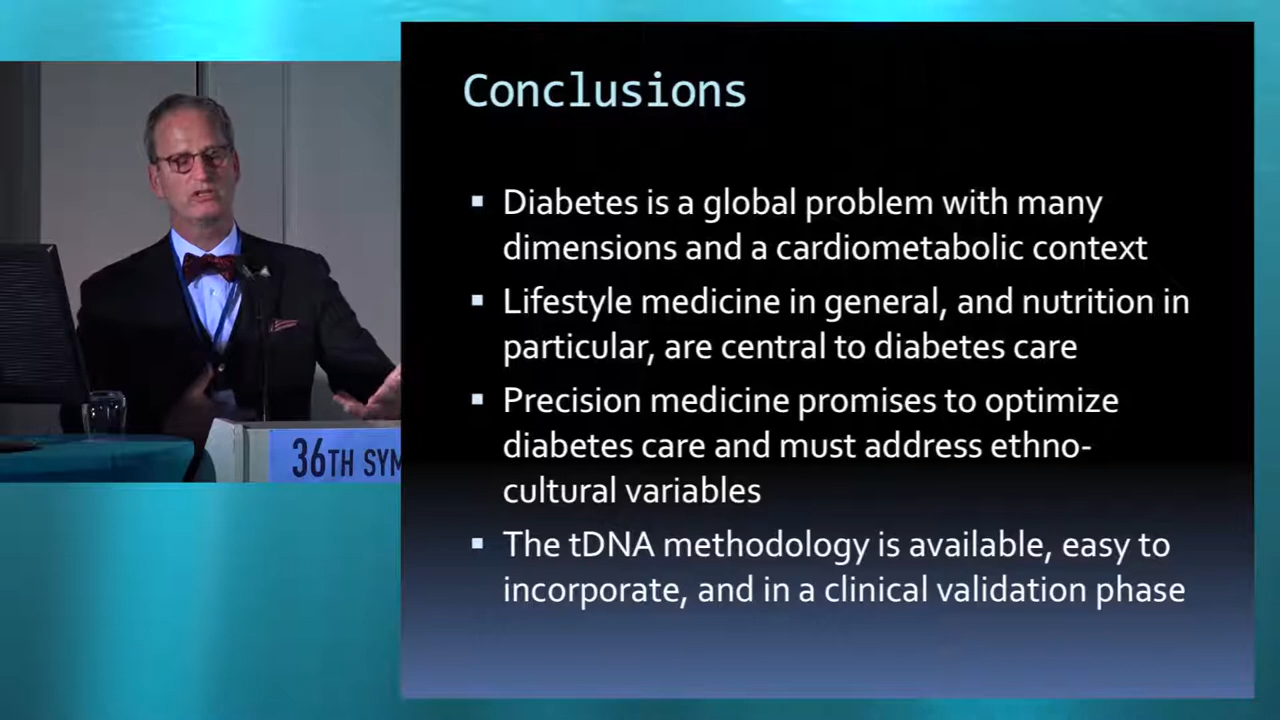 Conclusions
Diabetes is a global problem with many
dimensions and a cardiometabolic context
Lifestyle medicine in general, and nutrition in
particular, are central to diabetes care
Precision medicine promises to optimize
diabetes care and must address ethno-
cultural variables
The tDNA methodology is available, easy to
incorporate, and in a clinical validation phase
36TH SYM